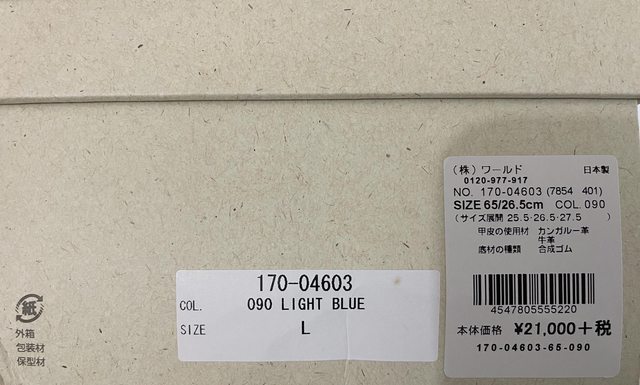 (株)ワールド 日本製
0120-977-917
NO. 170-04603 (7854 401)
SIZE 65/26.5cm COL. 090
(サイズ展開 25.5・26.5・27.5 )
甲皮の使用材 カンガルー革
牛革
底材の種類 合成ゴム
4547805555220
本体価格 ¥21,000+税
170-04603-65-090
170-04603
COL. 090 LIGHT BLUE
SIZE L
紙
外箱
包装材
保型材